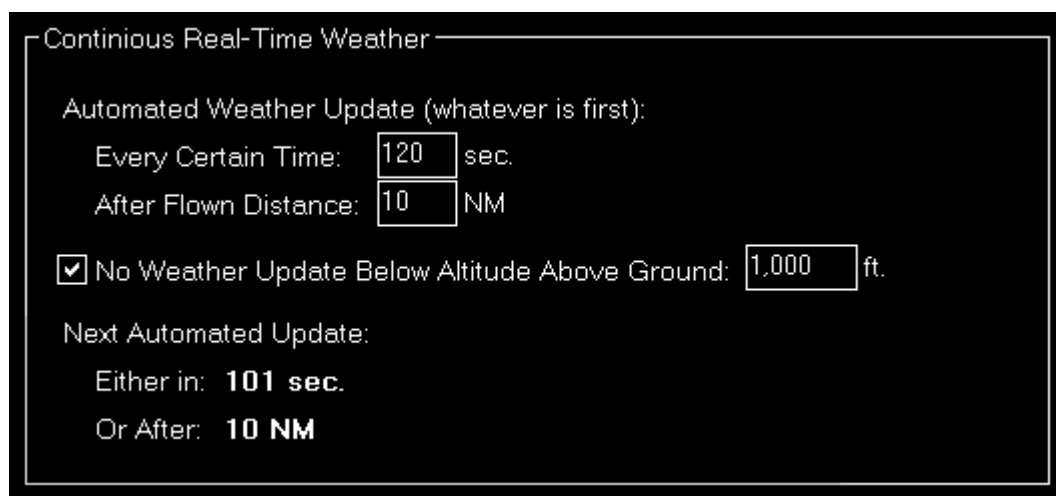 Continious Real-Time Weather
Automated Weather Update (whatever is first):
Every Certain Time: 120 sec.
After Flown Distance: 10 NM
No Weather Update Below Altitude Above Ground: 1,000 ft.
Next Automated Update:
Either in: 101 sec.
Or After: 10 NM